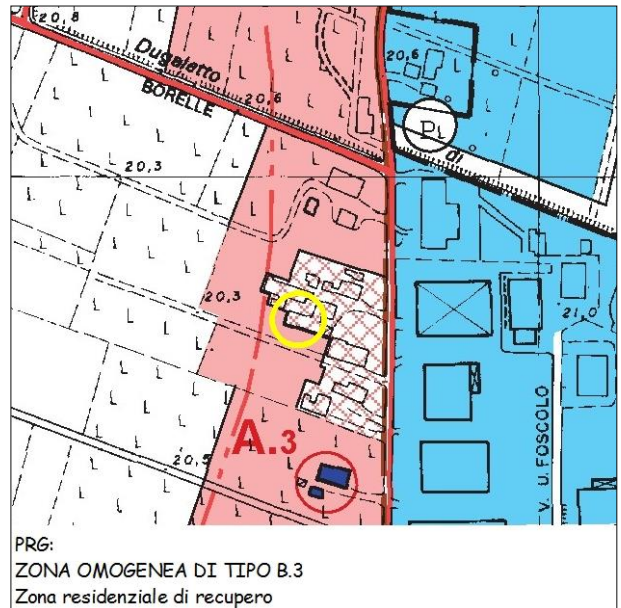 20,8
Dugaletto
BORELLE
20,6
20,6
PL
di
20,3
20,3
21,0
V. U. FOSCOLO
A.3
20,5
PRG:
ZONA OMOGENEA DI TIPO B.3
Zona residenziale di recupero